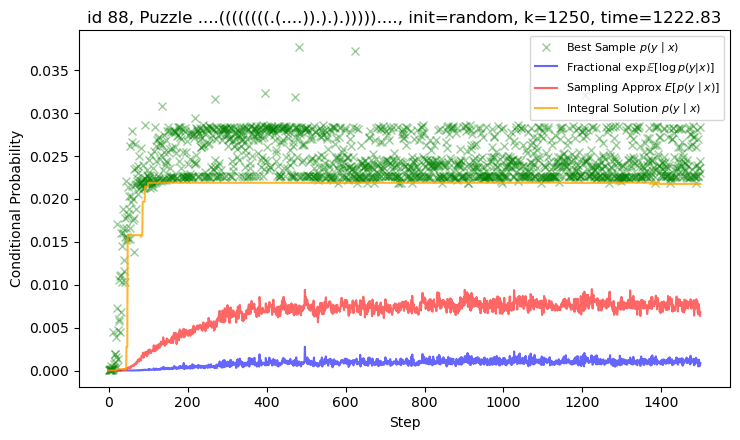 id 88, Puzzle ....((((((((.(....)).).).)))))...., init=random, k=1250, time=1222.83
Best Sample p(y | x)
Fractional exp𝔼[log p(y|x)]
Sampling Approx E[p(y | x)]
Integral Solution p(y | x)
Conditional Probability
0.035
0.030
0.025
0.020
0.015
0.010
0.005
0.000
0
200
400
600
800
1000
1200
1400
Step